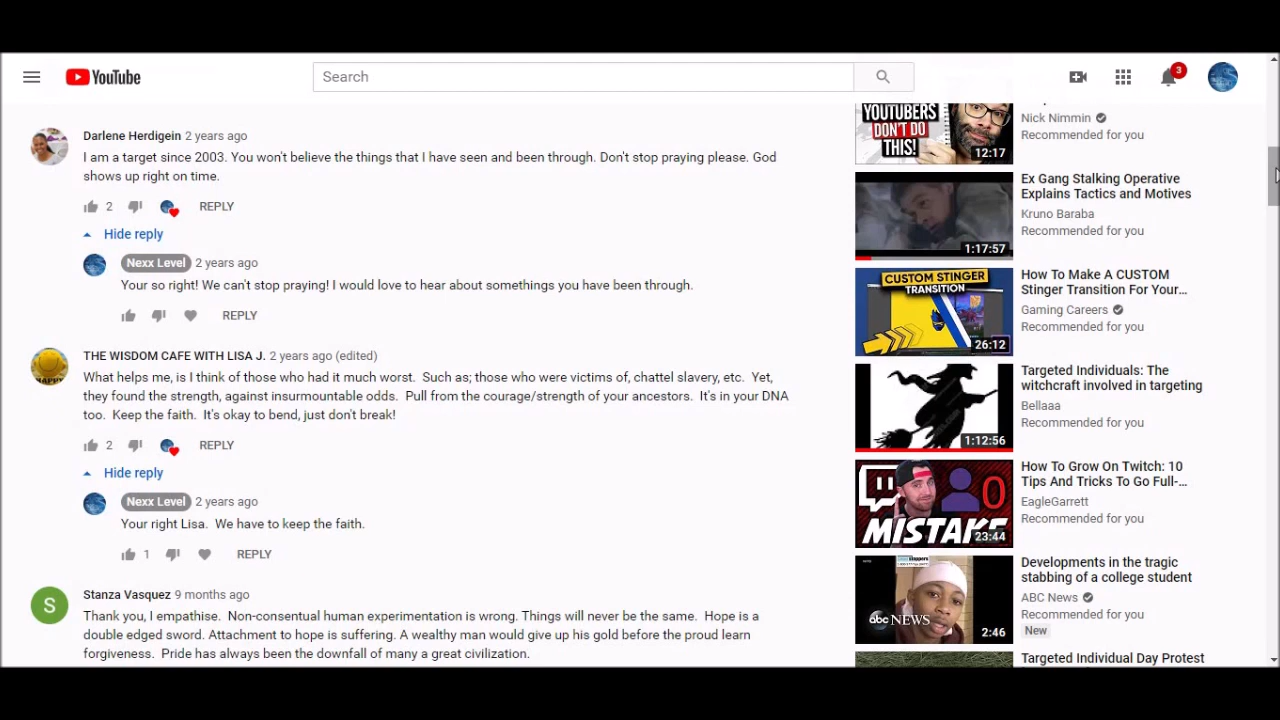 YouTube
Search
3
Darlene Herdigein 2 years ago
I am a target since 2003. You won't believe the things that I have seen and been through. Don't stop praying please. God
shows up right on time.
2
REPLY
Hide reply
Nexx Level 2 years ago
Your so right! We can't stop praying! I would love to hear about somethings you have been through.
REPLY
THE WISDOM CAFE WITH LISA J. 2 years ago (edited)
What helps me, is I think of those who had it much worst. Such as; those who were victims of, chattel slavery, etc. Yet,
they found the strength, against insurmountable odds. Pull from the courage/strength of your ancestors. It's in your DNA
too. Keep the faith. It's okay to bend, just don't break!
2
REPLY
Hide reply
Nexx Level 2 years ago
Your right Lisa. We have to keep the faith.
1
REPLY
S
Stanza Vasquez 9 months ago
Thank you, I empathise. Non-consentual human experimentation is wrong. Things will never be the same. Hope is a
double edged sword. Attachment to hope is suffering. A wealthy man would give up his gold before the proud learn
forgiveness. Pride has always been the downfall of many a great civilization.
YOUTUBERS
DON'T DO
THIS!
12:17
Nick Nimmin
Recommended for you
1:17:57
Ex Gang Stalking Operative
Explains Tactics and Motives
Kruno Baraba
Recommended for you
CUSTOM STINGER
TRANSITION
26:12
How To Make A CUSTOM
Stinger Transition For Your...
Gaming Careers
Recommended for you
1:12:56
Targeted Individuals: The
witchcraft involved in targeting
Bellaaa
Recommended for you
0
MISTAKE
23:44
How To Grow On Twitch: 10
Tips And Tricks To Go Full-...
EagleGarrett
Recommended for you
abc NEWS
2:46
Developments in the tragic
stabbing of a college student
ABC News
Recommended for you
New
Targeted Individual Day Protest